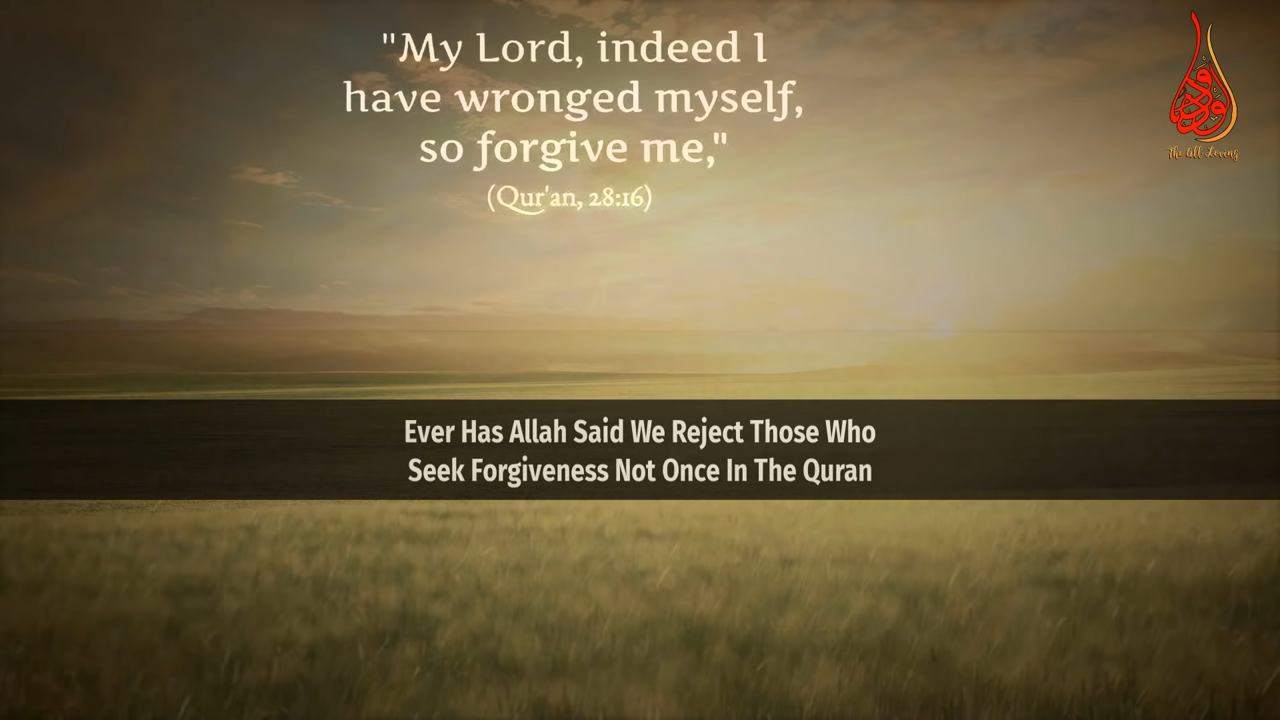 "My Lord, indeed I
have wronged myself,
so forgive me,"
(Qur'an, 28:16)
الودود
The All Loving
Ever Has Allah Said We Reject Those Who
Seek Forgiveness Not Once In The Quran